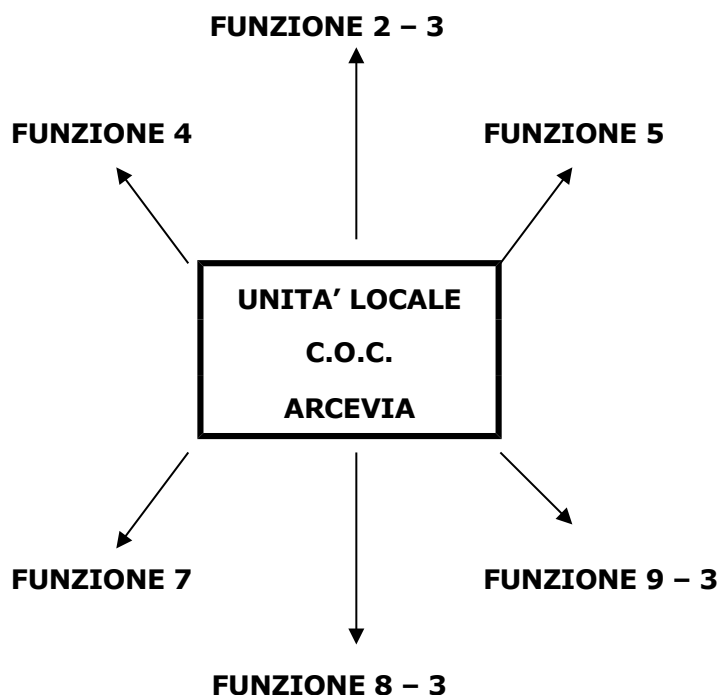 FUNZIONE 2 – 3
FUNZIONE 4
FUNZIONE 5
UNITA’ LOCALE
C.O.C.
ARCEVIA
FUNZIONE 7
FUNZIONE 9 – 3
FUNZIONE 8 – 3